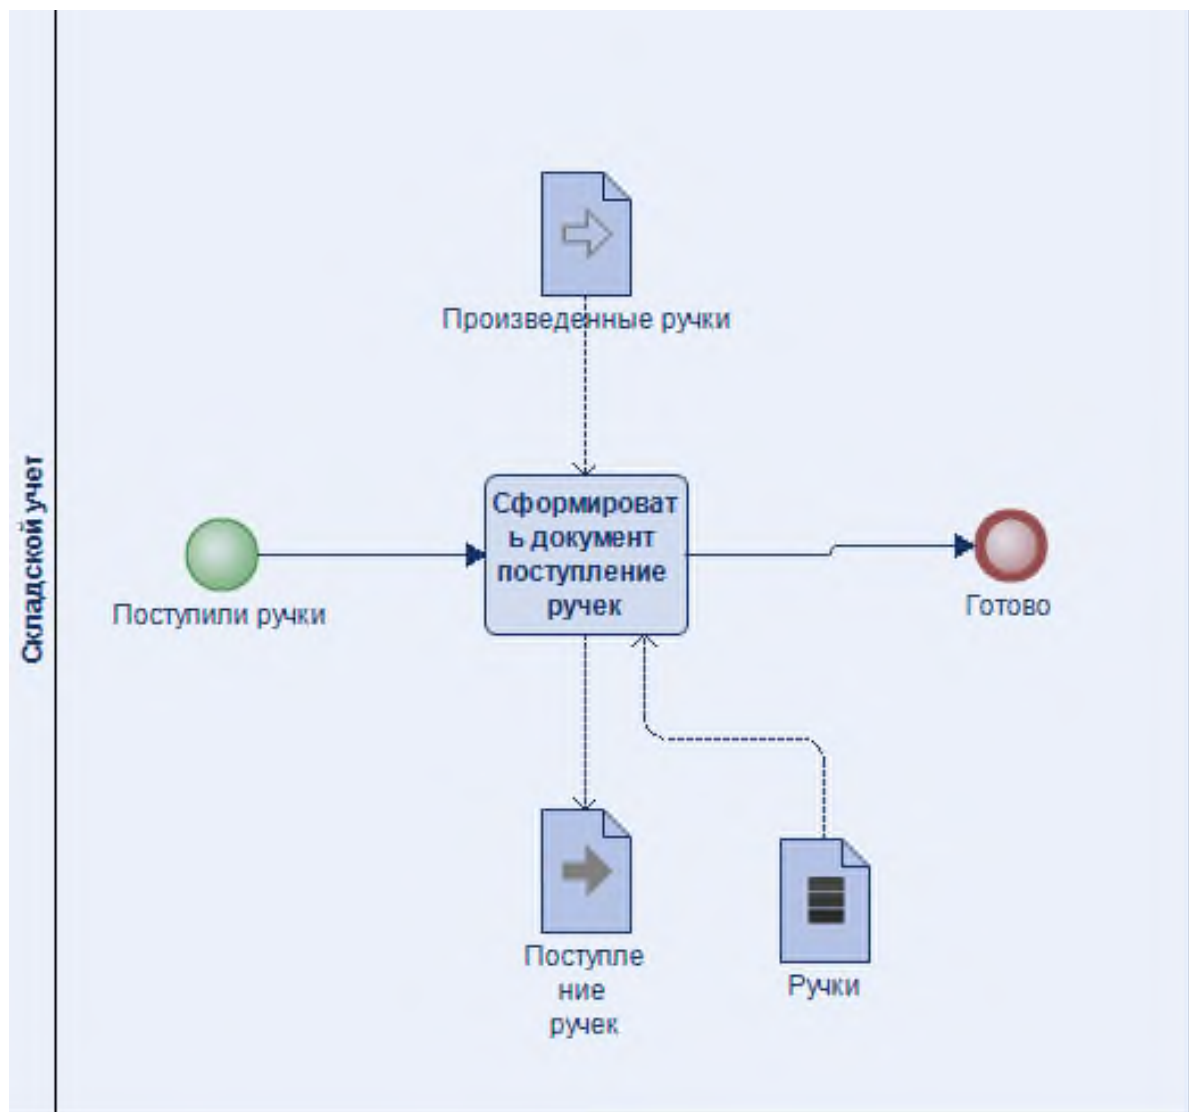 Произведенные ручки
Складской учет
Сформироват
ь документ
поступление
ручек
Поступили ручки
Готово
Поступле
ние
ручек
Ручки